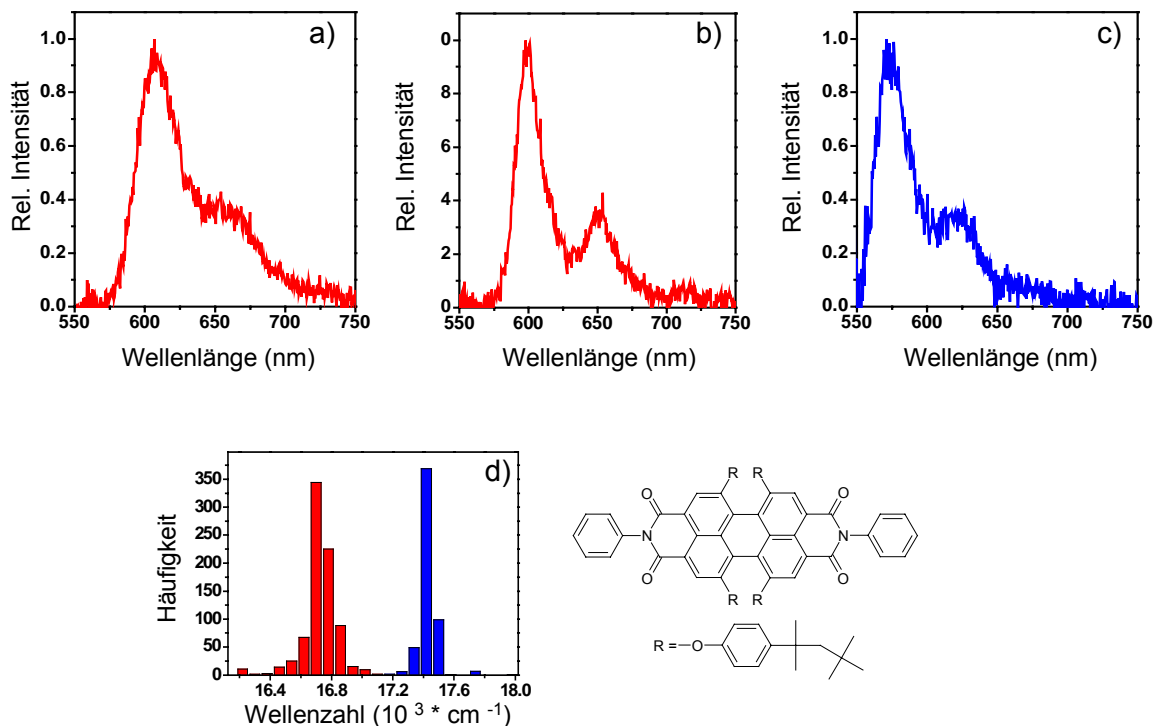 a)
Rel. Intensität
1.0
0.8
0.6
0.4
0.2
0.0
550 600 650 700 750
Wellenlänge (nm)
b)
Rel. Intensität
0
8
6
4
2
0
550 600 650 700 750
Wellenlänge (nm)
c)
Rel. Intensität
1.0
0.8
0.6
0.4
0.2
0.0
550 600 650 700 750
Wellenlänge (nm)
d)
Häufigkeit
350
300
250
200
150
100
50
0
16.4 16.8 17.2 17.6 18.0
Wellenzahl (10 3 * cm -1)
R R
O O
N N
O O
R R
R = O